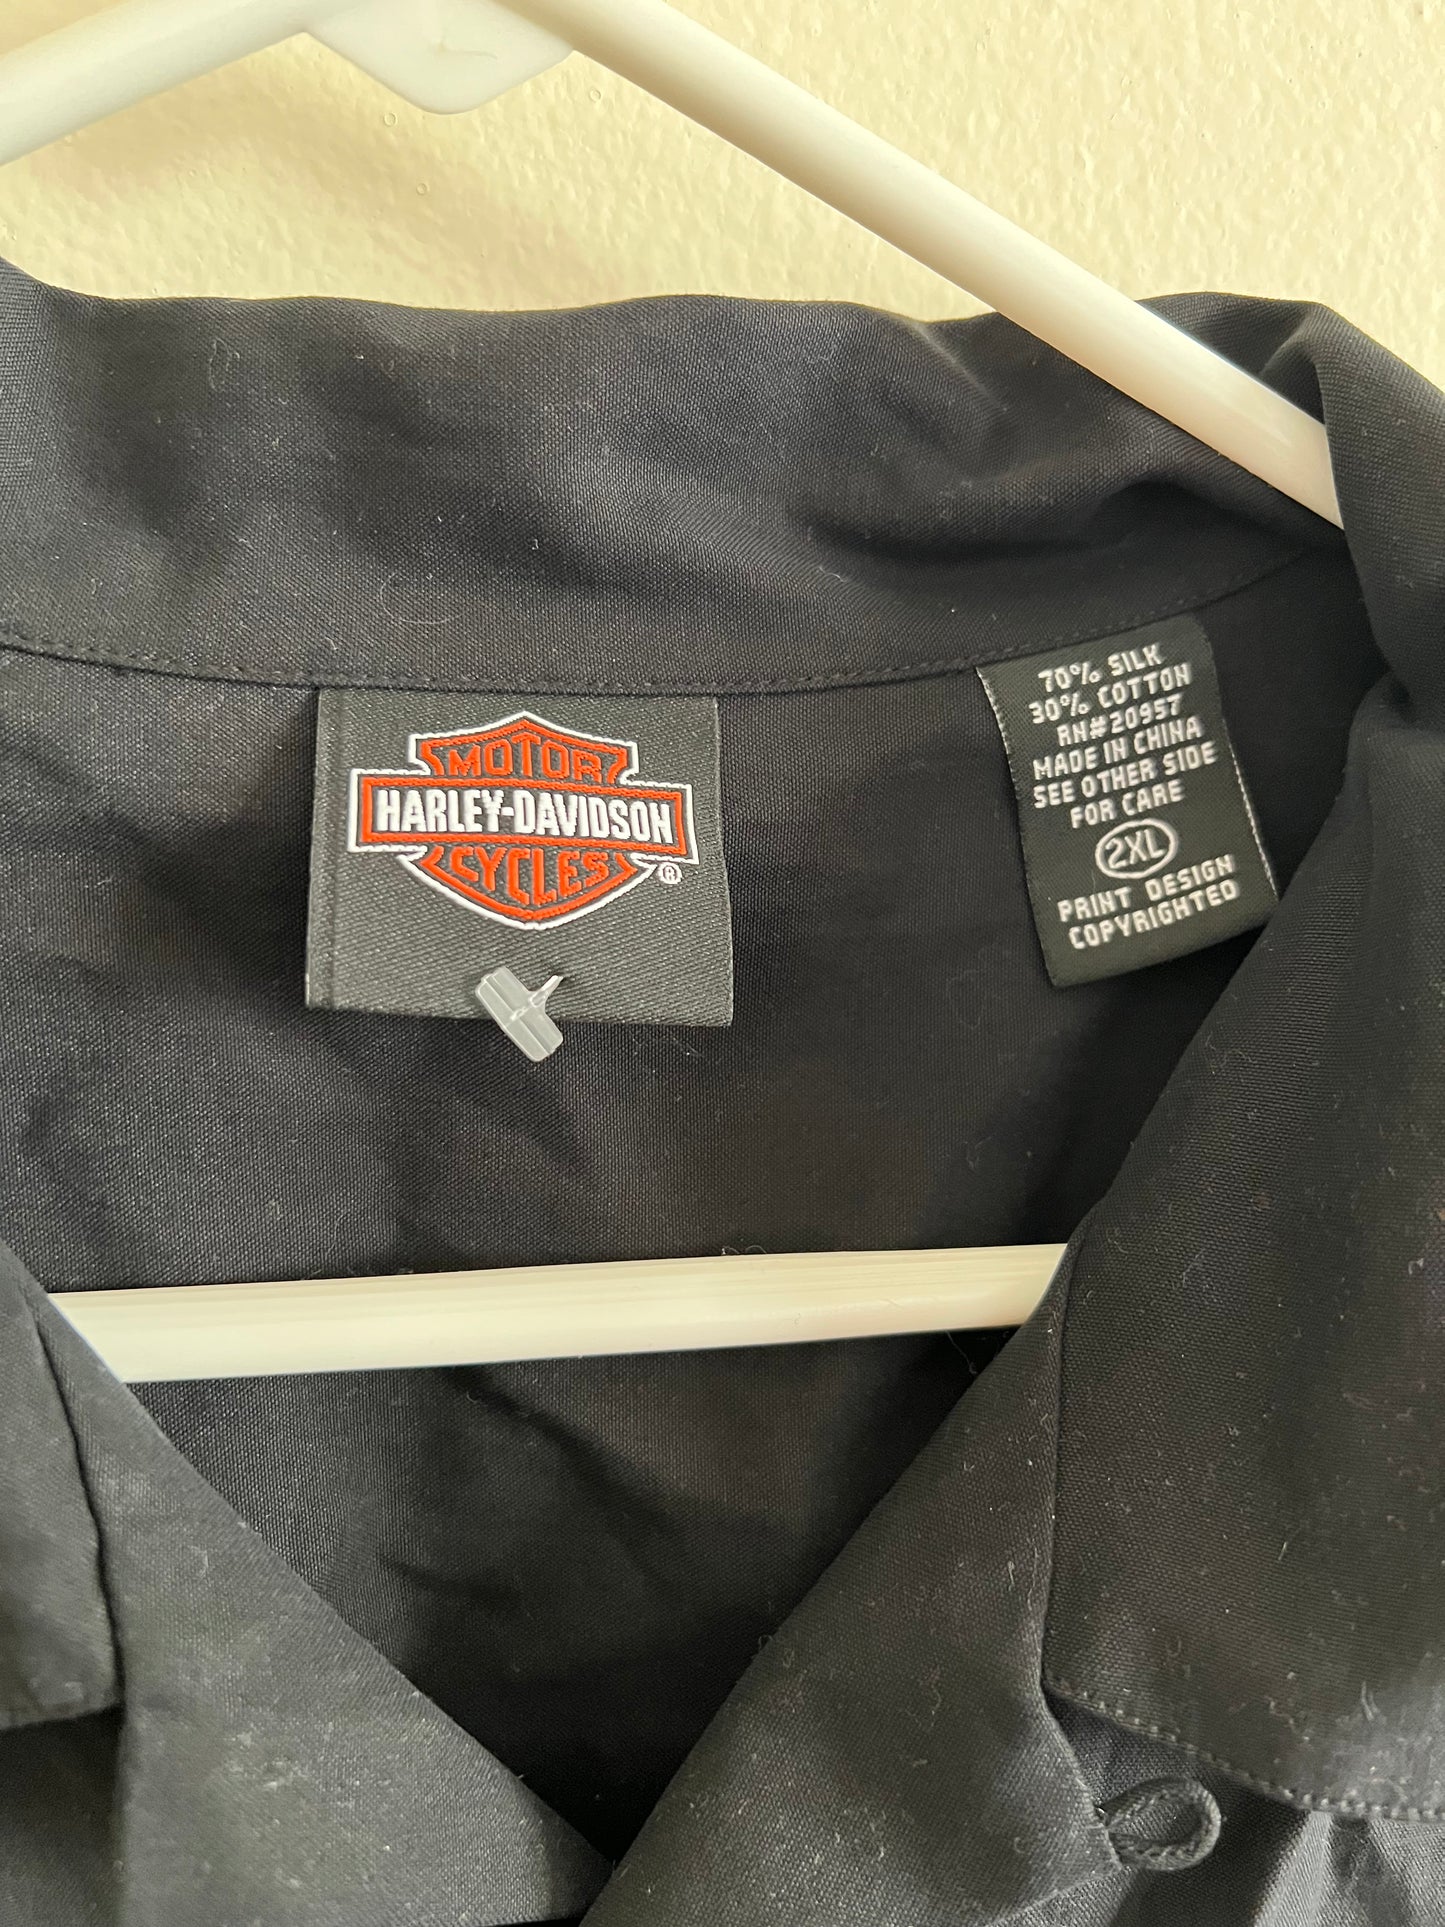 MOTOR
HARLEY-DAVIDSON
CYCLES
®
70% SILK
30% COTTON
RN#20957
MADE IN CHINA
SEE OTHER SIDE
FOR CARE
2XL
PRINT DESIGN
COPYRIGHTED